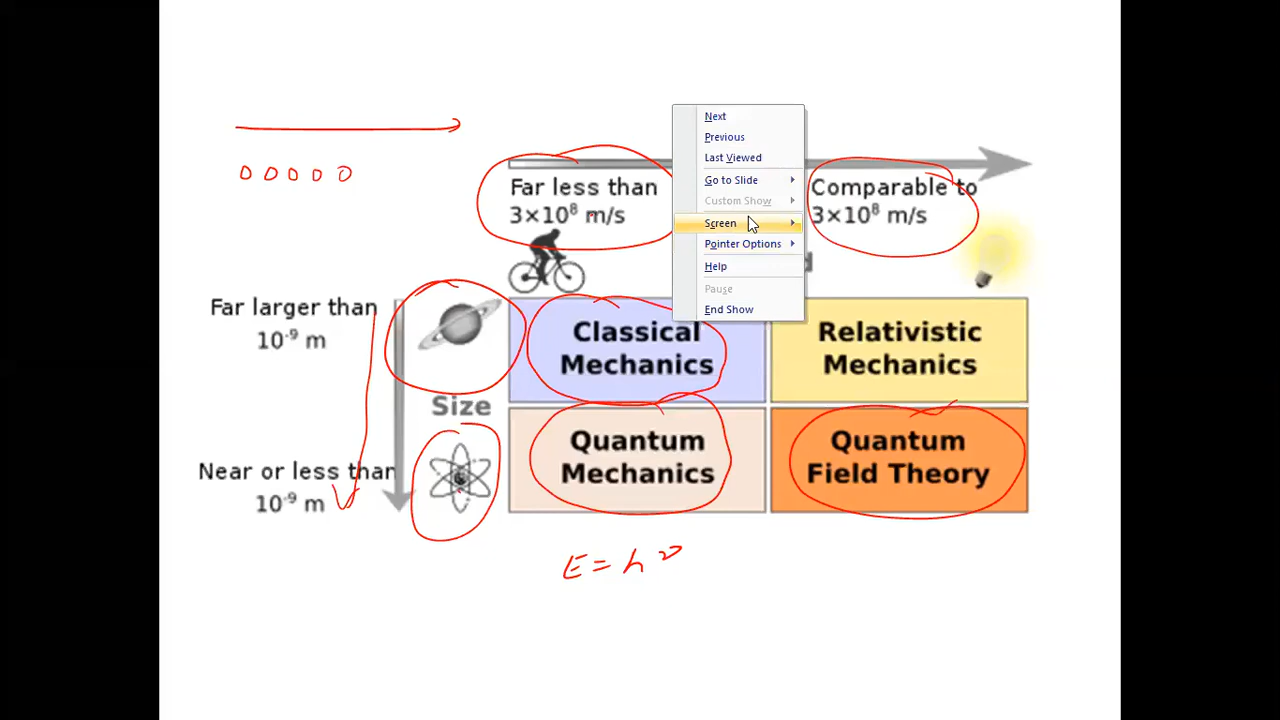 Next
Previous
Last Viewed
Go to Slide
Custom Show
Screen
Pointer Options
Help
Pause
End Show
OOOOO
Far less than
3×10⁸ m/s
Comparable to
3×10⁸ m/s
Far larger than
10⁻⁹ m
Size
Near or less than
10⁻⁹ m
Classical
Mechanics
Relativistic
Mechanics
Quantum
Mechanics
Quantum
Field Theory
E = hν